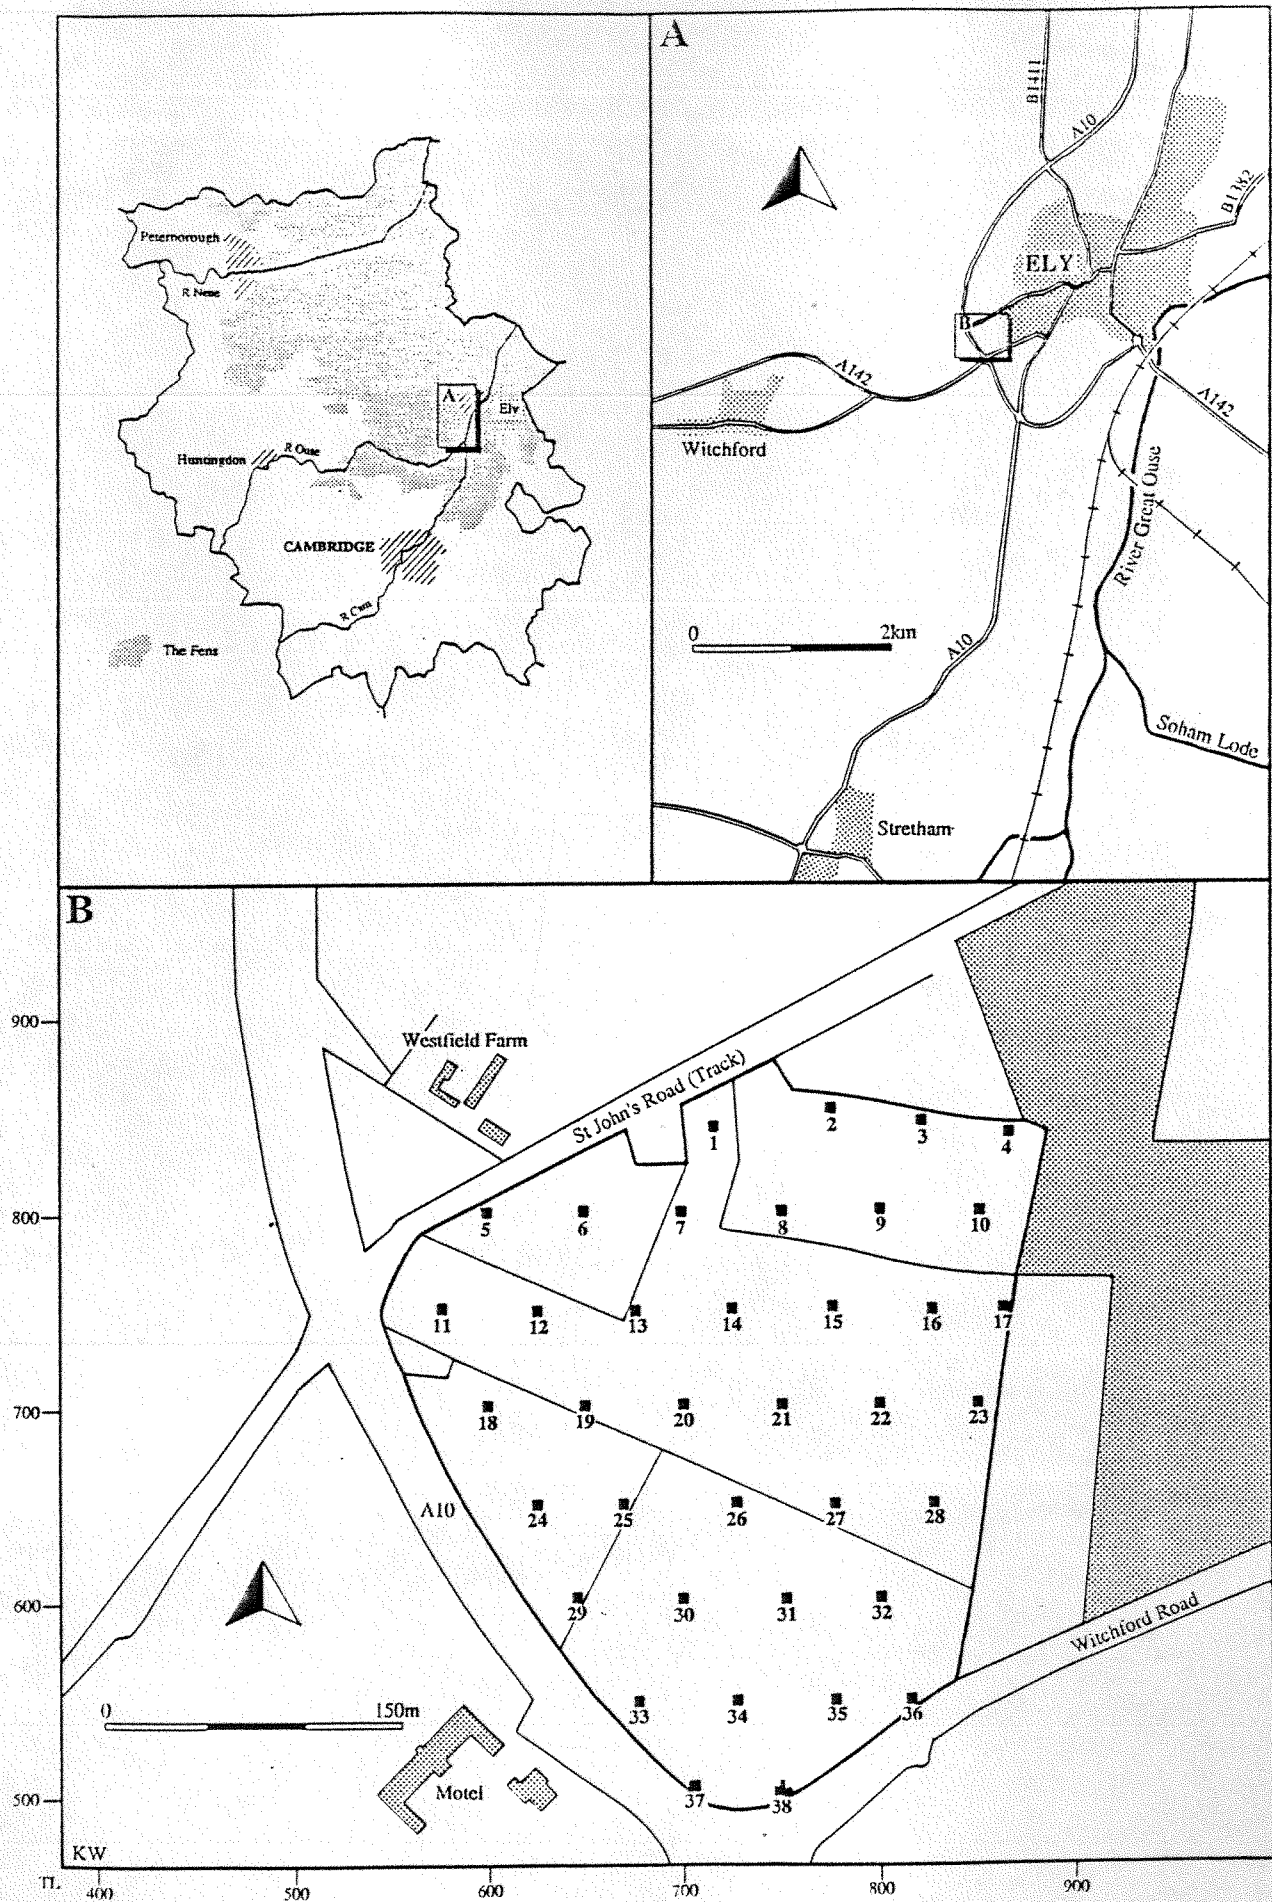 Peterborough
R Nene
A
Ely
Huntingdon
R Ouse
CAMBRIDGE
R Cam
The Fens
A
B1411
A10
B1382
ELY
B
A142
A142
Witchford
River Great Ouse
0 2km
A10
Soham Lode
Stretham
B
900
Westfield Farm
St John's Road (Track)
1 2 3 4
800
5 6 7 8 9 10
11 12 13 14 15 16 17
700
18 19 20 21 22 23
A10
24 25 26 27 28
600
29 30 31 32
Witchford Road
0 150m
33 34 35 36
Motel
500
37 38
KW
TL
400 500 600 700 800 900